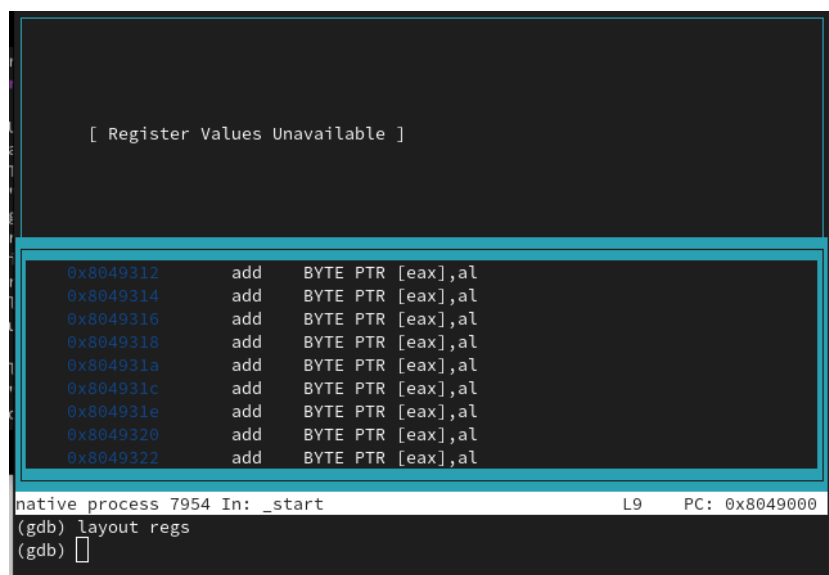 [ Register Values Unavailable ]
0x8049312 add BYTE PTR [eax],al
0x8049314 add BYTE PTR [eax],al
0x8049316 add BYTE PTR [eax],al
0x8049318 add BYTE PTR [eax],al
0x804931a add BYTE PTR [eax],al
0x804931c add BYTE PTR [eax],al
0x804931e add BYTE PTR [eax],al
0x8049320 add BYTE PTR [eax],al
0x8049322 add BYTE PTR [eax],al
native process 7954 In: _start L9 PC: 0x8049000
(gdb) layout regs
(gdb)